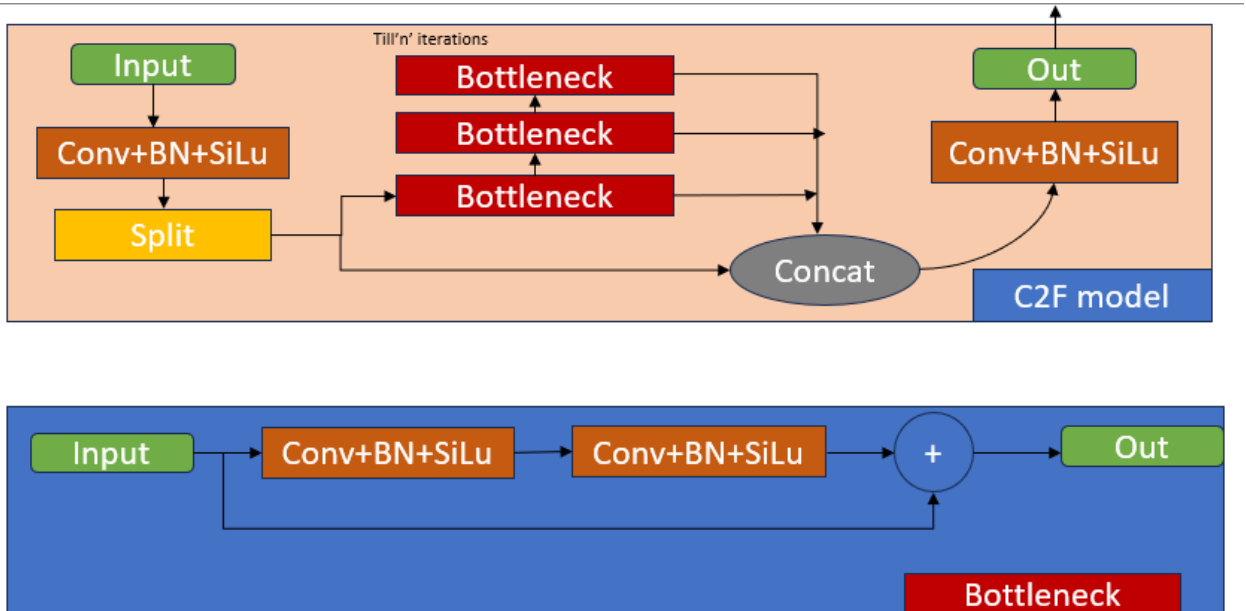 Till'n' iterations
Input
Bottleneck
Out
Conv+BN+SiLu
Bottleneck
Conv+BN+SiLu
Split
Bottleneck
Concat
C2F model
Input
Conv+BN+SiLu
Conv+BN+SiLu
+
Out
Bottleneck